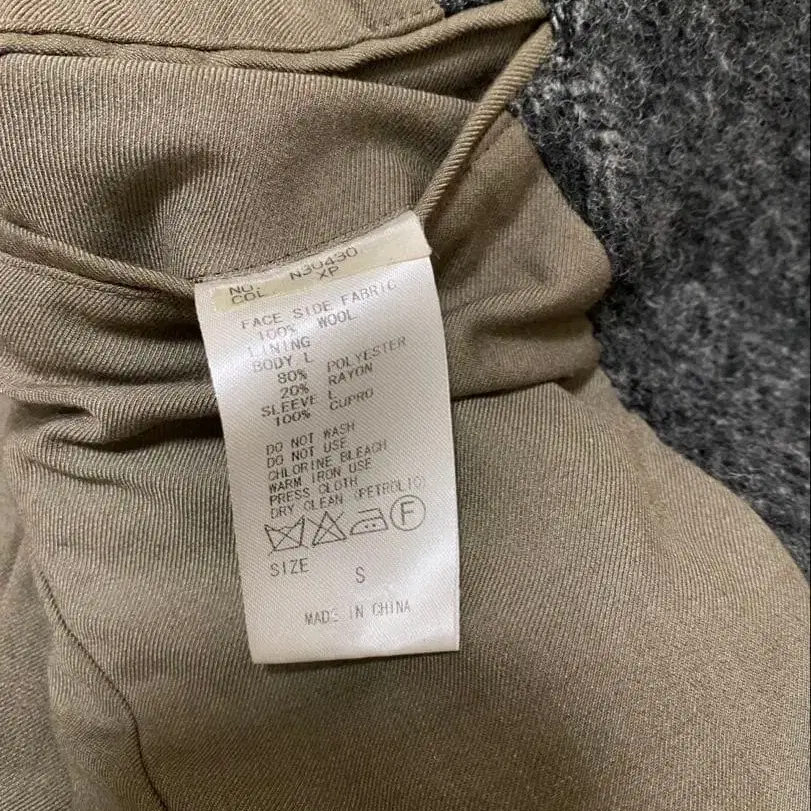 NO. N30430
COL. XP
FACE SIDE FABRIC
100% WOOL
LINING
BODY L
80% POLYESTER
20% RAYON
SLEEVE L
100% CUPRO
DO NOT WASH
DO NOT USE
CHLORINE BLEACH
WARM IRON USE
PRESS CLOTH
DRY CLEAN (PETROLIC)
F
SIZE S
MADE IN CHINA